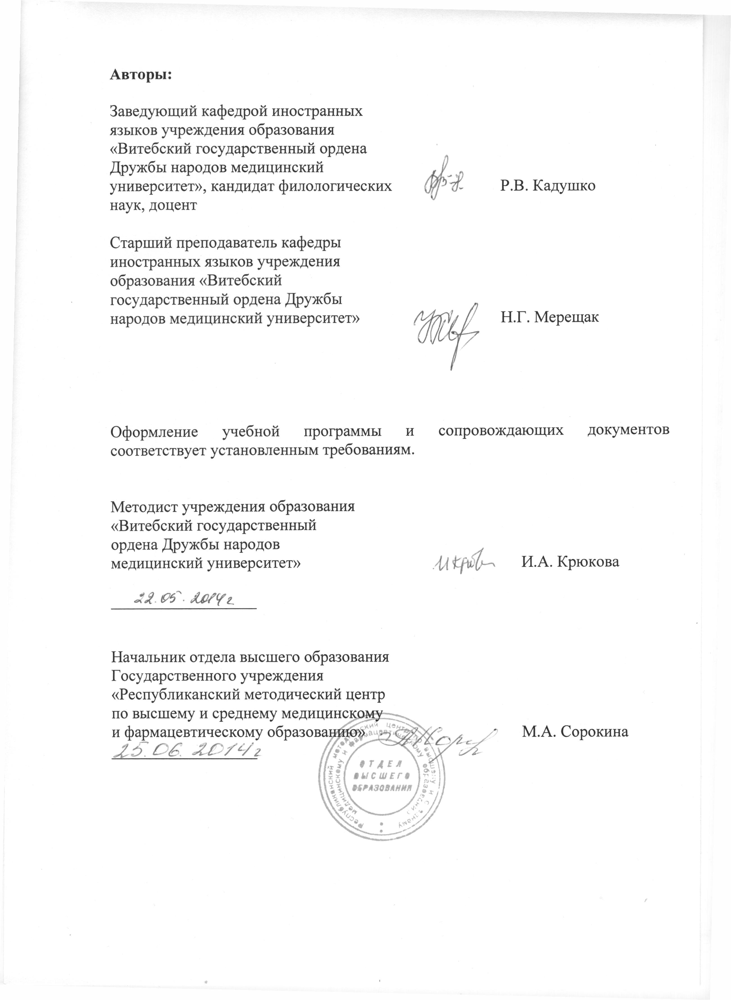 Авторы:
Заведующий кафедрой иностранных
языков учреждения образования
«Витебский государственный ордена
Дружбы народов медицинский
университет», кандидат филологических
Р.В. Кадушко
наук, доцент
Старший преподаватель кафедры
иностранных языков учреждения
образования «Витебский
государственный ордена Дружбы
народов медицинский университет»
Н.Г. Мерещак
Оформление учебной программы и сопровождающих документов
соответствует установленным требованиям.
Методист учреждения образования
«Витебский государственный
ордена Дружбы народов
медицинский университет»
И.А. Крюкова
22.05.2014г
Начальник отдела высшего образования
Государственного учреждения
«Республиканский методический центр
по высшему и среднему медицинскому
и фармацевтическому образованию»
М.А. Сорокина
25.06.2014г
Республиканский методический центр по высшему и
медицинскому и фармацевтическому
ОТДЕЛ
ВЫСШЕГО
ОБРАЗОВАНИЯ